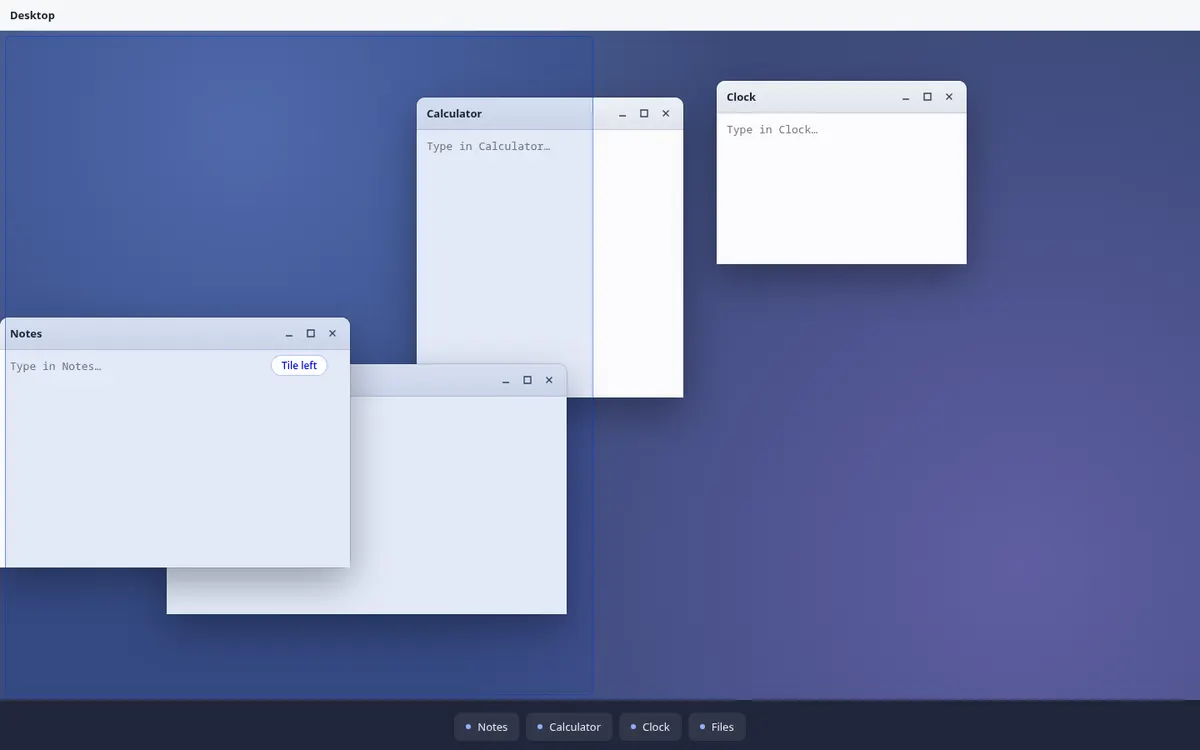 Desktop
Calculator
Type in Calculator…
Clock
Type in Clock…
Notes
Type in Notes…
Tile left
Notes
Calculator
Clock
Files